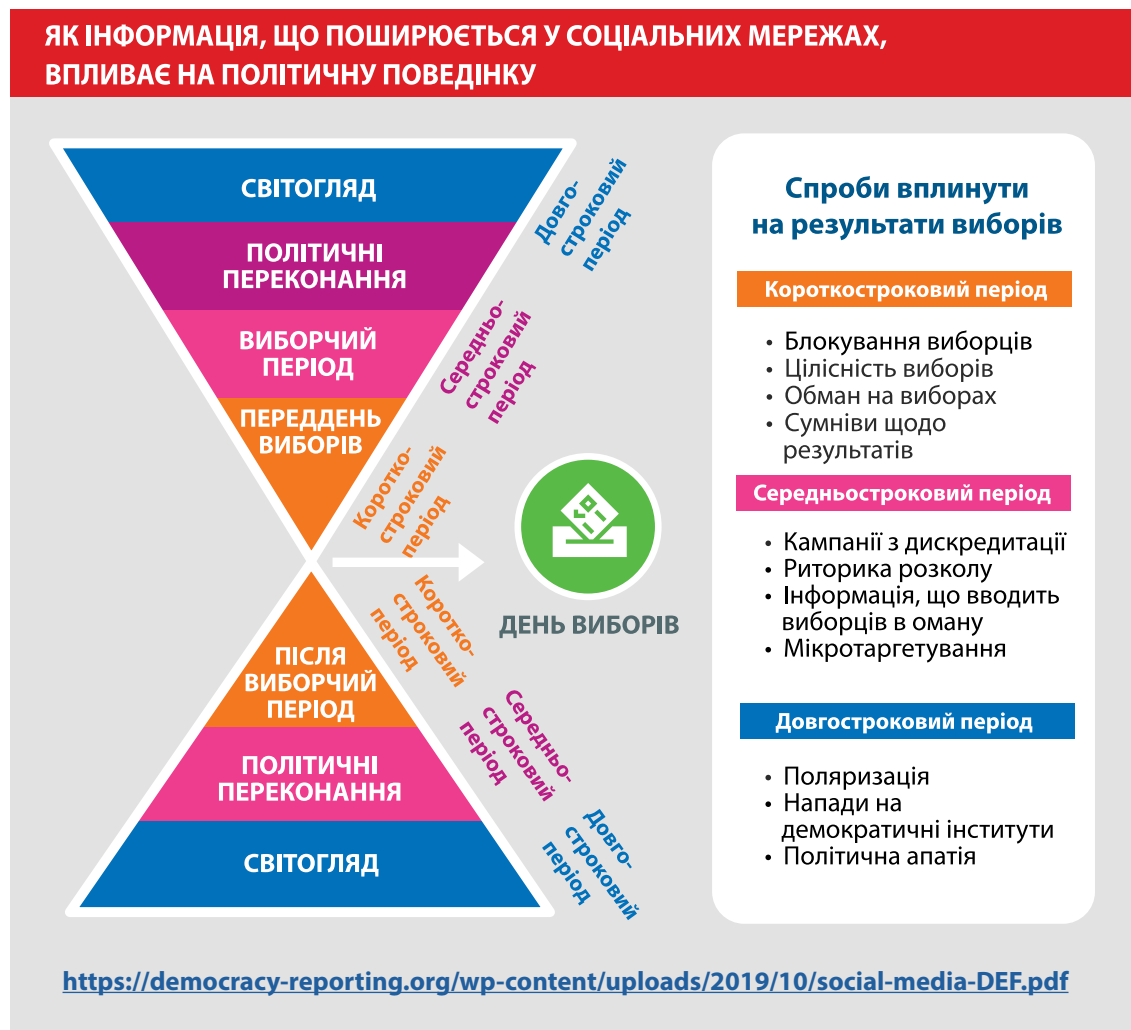 ЯК ІНФОРМАЦІЯ, ЩО ПОШИРЮЄТЬСЯ У СОЦІАЛЬНИХ МЕРЕЖАХ,
ВПЛИВАЄ НА ПОЛІТИЧНУ ПОВЕДІНКУ
СВІТОГЛЯД
ПОЛІТИЧНІ
ПЕРЕКОНАННЯ
ВИБОРЧИЙ
ПЕРІОД
ПЕРЕДДЕНЬ
ВИБОРІВ
Довго-
строковий
період
Середньо-
строковий
період
Коротко-
строковий
період
ДЕНЬ ВИБОРІВ
Коротко-
строковий
період
Середньо-
строковий
період
Довго-
строковий
період
ПІСЛЯ
ВИБОРЧИЙ
ПЕРІОД
ПОЛІТИЧНІ
ПЕРЕКОНАННЯ
СВІТОГЛЯД
Спроби вплинути
на результати виборів
Короткостроковий період
• Блокування виборців
• Цілісність виборів
• Обман на виборах
• Сумніви щодо
результатів
Середньостроковий період
• Кампанії з дискредитації
• Риторика розколу
• Інформація, що вводить
виборців в оману
• Мікротаргетування
Довгостроковий період
• Поляризація
• Напади на
демократичні інститути
• Політична апатія
https://democracy-reporting.org/wp-content/uploads/2019/10/social-media-DEF.pdf